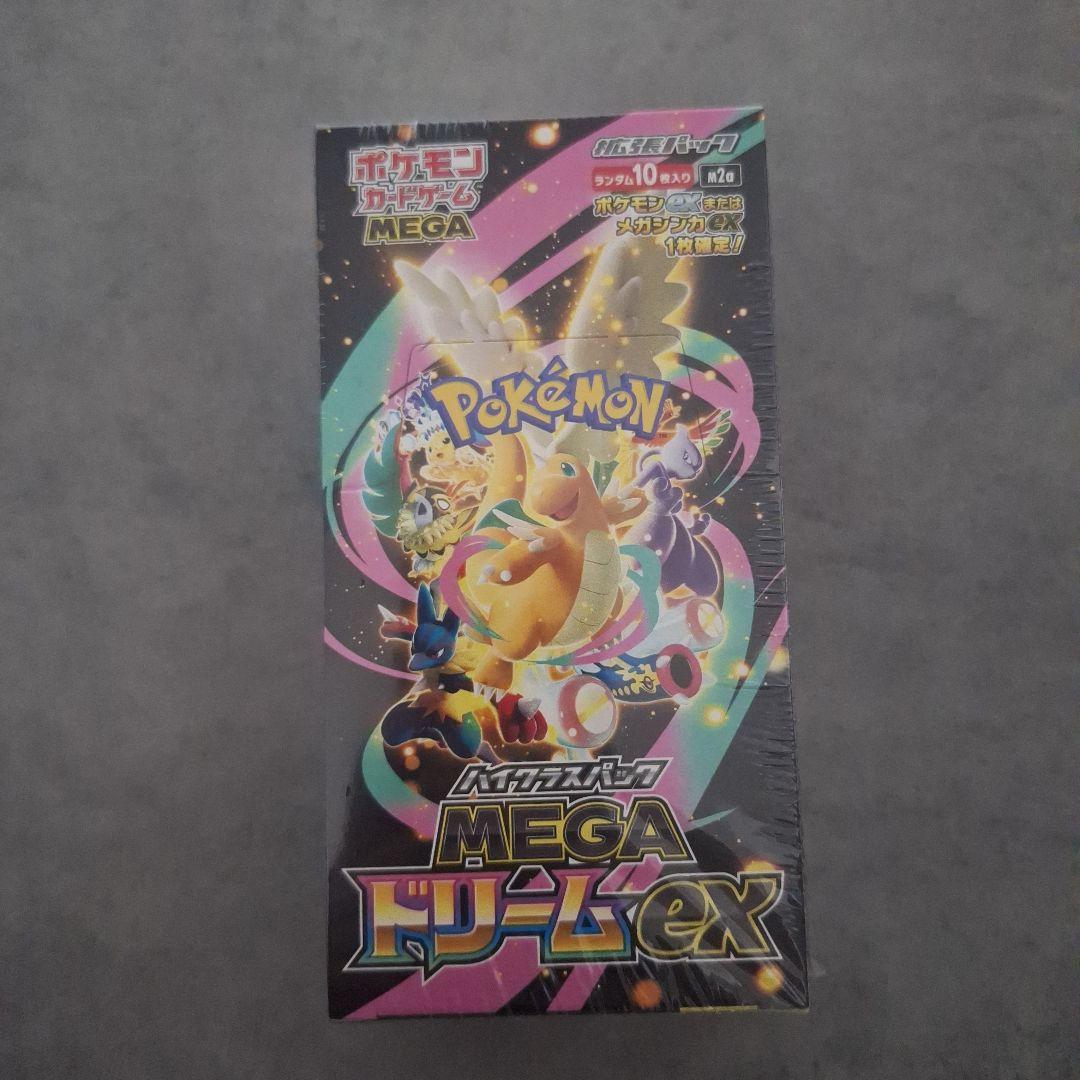 ポケモン
カードゲーム
MEGA
拡張パック
ランダム10枚入り M2a
ポケモンexまたは
メガシンカex
1枚確定!
POKéMON
TM
ハイクラスパック
MEGA
ドリームex